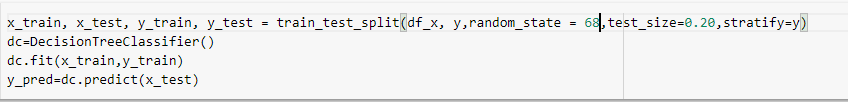 x_train, x_test, y_train, y_test = train_test_split(df_x, y,random_state = 68,test_size=0.20,stratify=y)
dc=DecisionTreeClassifier()
dc.fit(x_train,y_train)
y_pred=dc.predict(x_test)